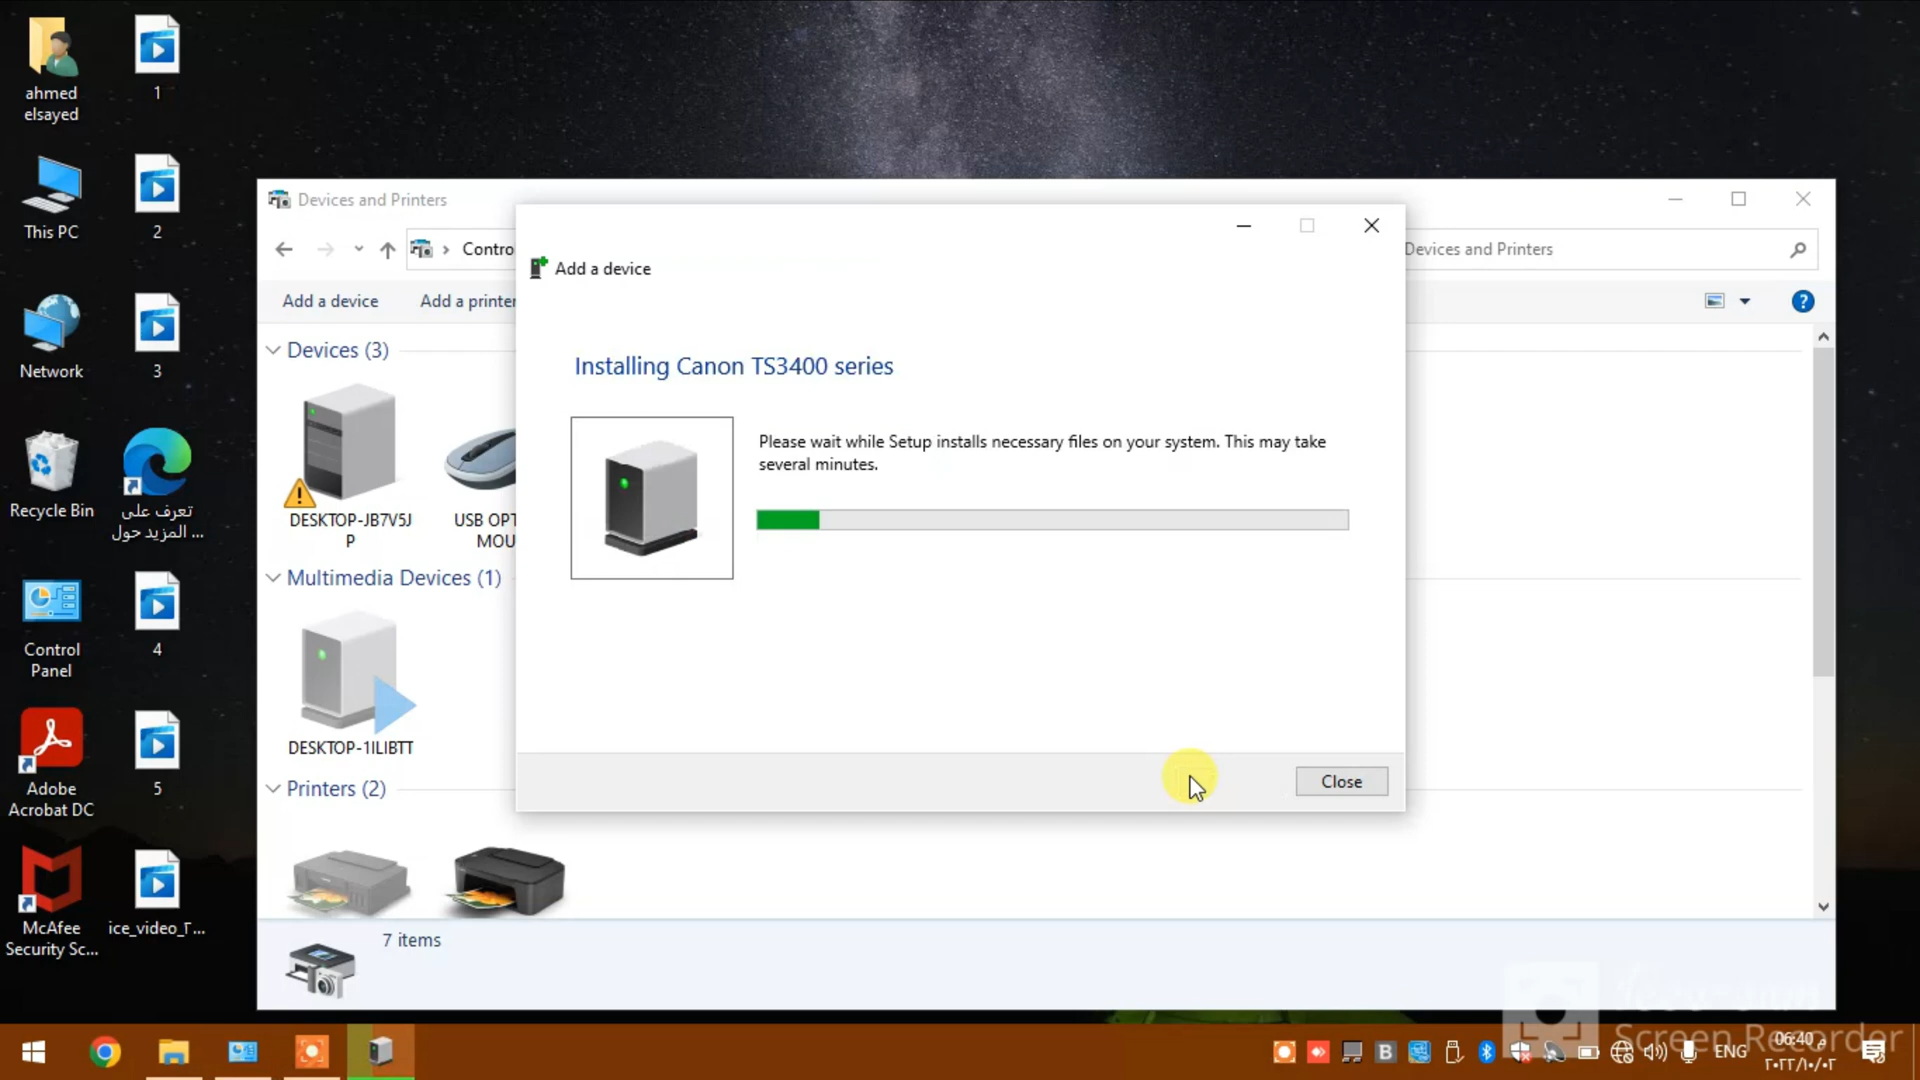 ahmed
elsayed
1
This PC
2
Network
3
Recycle Bin
تعرف على
المزيد حول ...
Control
Panel
4
Adobe
Acrobat DC
5
McAfee
Security Sc...
ice_video_٢...
Devices and Printers
Contro
Devices and Printers
Add a device
Add a printer
Devices (3)
DESKTOP-JB7V5J
P
USB OPT
MOU
Multimedia Devices (1)
DESKTOP-1ILIBTT
Printers (2)
7 items
Add a device
Installing Canon TS3400 series
Please wait while Setup installs necessary files on your system. This may take
several minutes.
Close
Screen Recorder
ENG
06:40 م
٢٠٢٢/١٠/٠٢